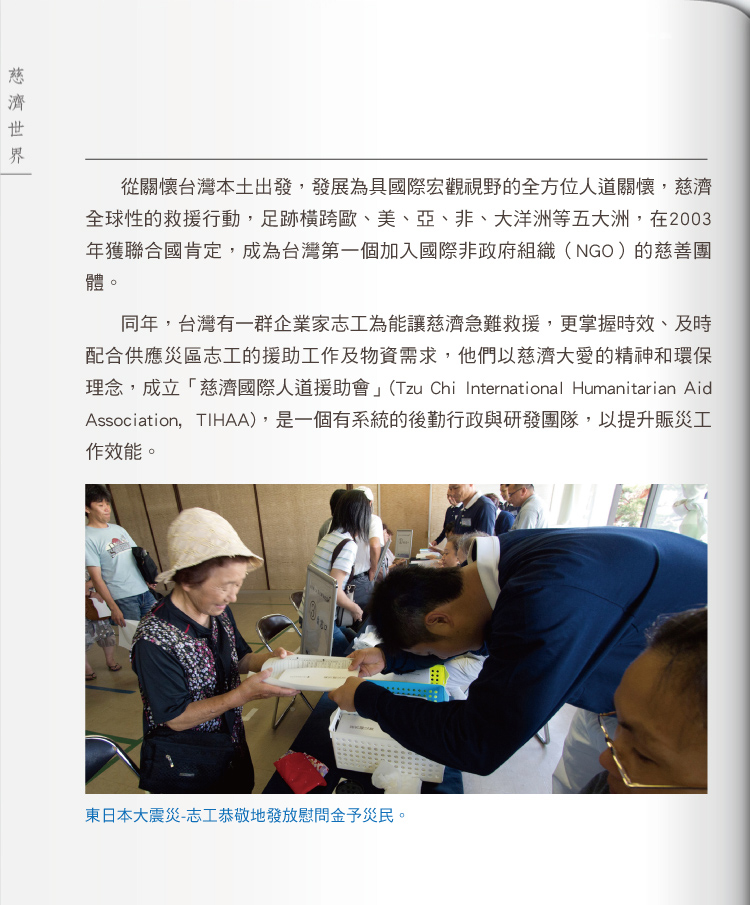 慈濟世界
從關懷台灣本土出發，發展為具國際宏觀視野的全方位人道關懷，慈濟
全球性的救援行動，足跡橫跨歐、美、亞、非、大洋洲等五大洲，在2003
年獲聯合國肯定，成為台灣第一個加入國際非政府組織（NGO）的慈善團
體。
同年，台灣有一群企業家志工為能讓慈濟急難救援，更掌握時效、及時
配合供應災區志工的援助工作及物資需求，他們以慈濟大愛的精神和環保
理念，成立「慈濟國際人道援助會」(Tzu Chi International Humanitarian Aid
Association, TIHAA)，是一個有系統的後勤行政與研發團隊，以提升賑災工
作效能。
東日本大震災-志工恭敬地發放慰問金予災民。